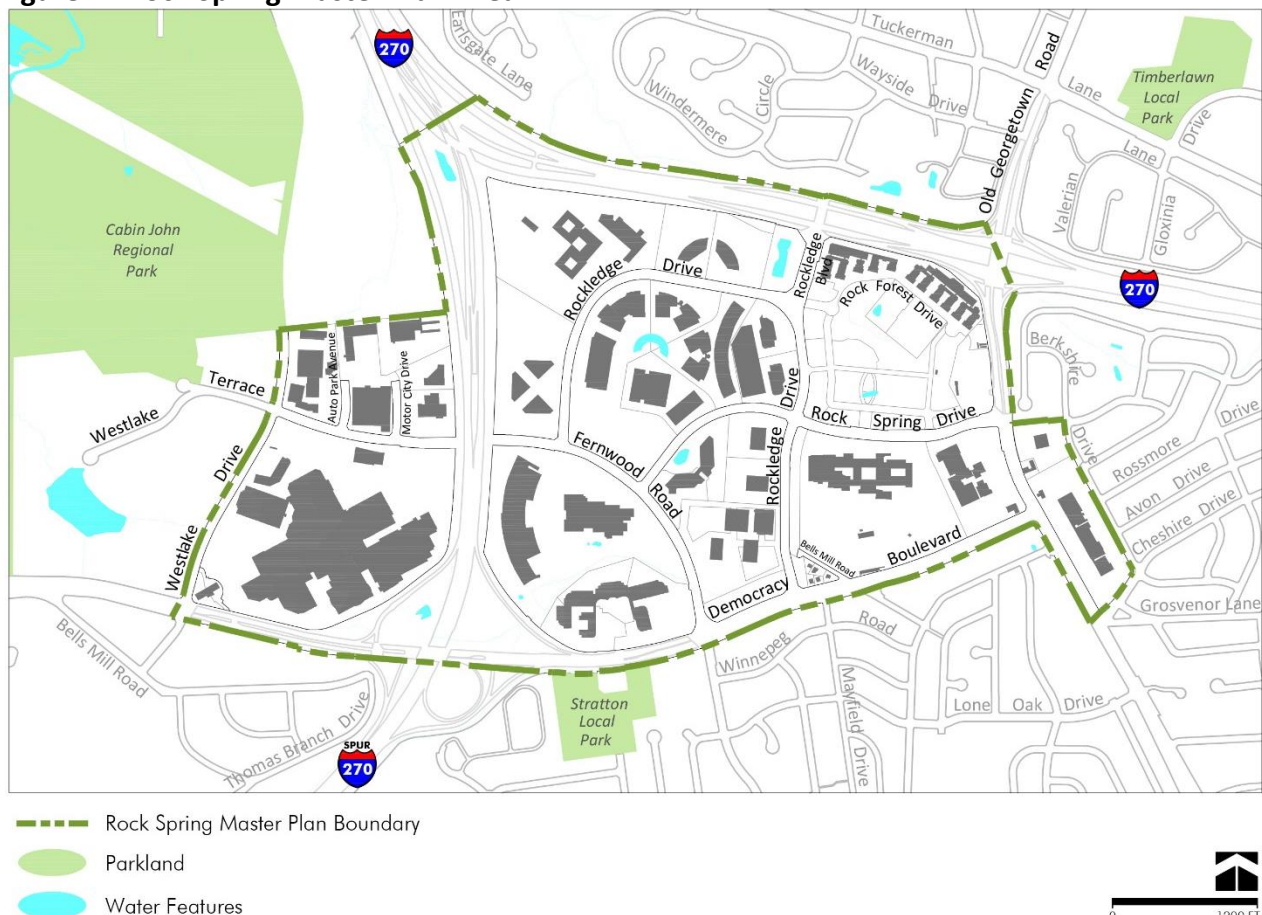 270
Earlsgate Lane
Tuckerman
Lane
Wayside Drive
Windermere
Circle
Old Georgetown
Road
Timberlawn
Local
Park
Lane
Drive
Valerian
Gloxinia
Cabin John
Regional
Park
Rockledge
Drive
Rockledge
Blvd
Rock Forest Drive
270
Berkshire
Drive
Auto Park Avenue
Motor City Drive
Terrace
Westlake
Drive
Westlake
Fernwood
Road
Drive
Rockledge
Rock Spring Drive
Rossmore Drive
Avon Drive
Cheshire Drive
Grosvenor Lane
Bells Mill Road
Democracy
Boulevard
Bells Mill Road
Winnepeg
Road
Mayfield Drive
Lone Oak Drive
Thomas Branch Drive
Stratton
Local
Park
SPUR
270
Rock Spring Master Plan Boundary
Parkland
Water Features